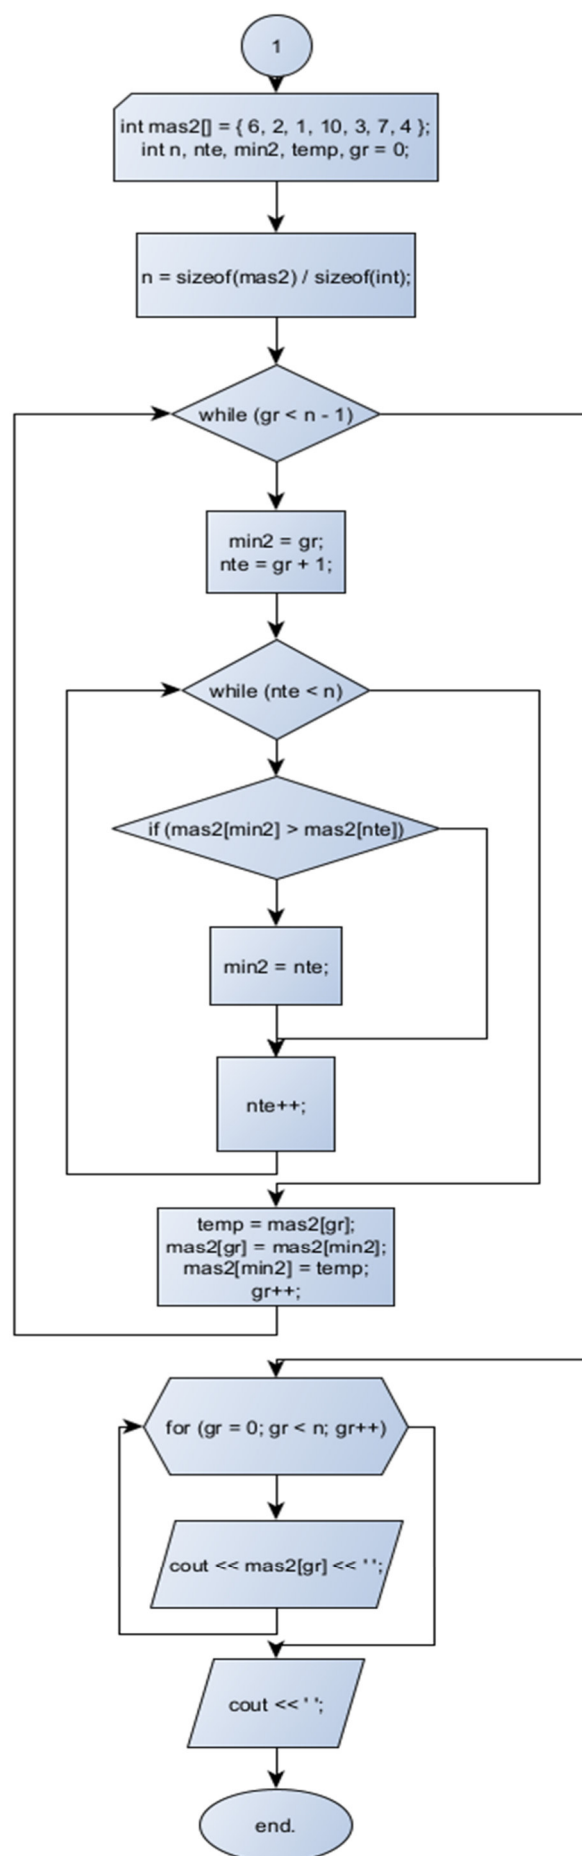 1
int mas2[] = { 6, 2, 1, 10, 3, 7, 4 };
int n, nte, min2, temp, gr = 0;
n = sizeof(mas2) / sizeof(int);
while (gr < n - 1)
min2 = gr;
nte = gr + 1;
while (nte < n)
if (mas2[min2] > mas2[nte])
min2 = nte;
nte++;
temp = mas2[gr];
mas2[gr] = mas2[min2];
mas2[min2] = temp;
gr++;
for (gr = 0; gr < n; gr++)
cout << mas2[gr] << ' ';
cout << ' ';
end.